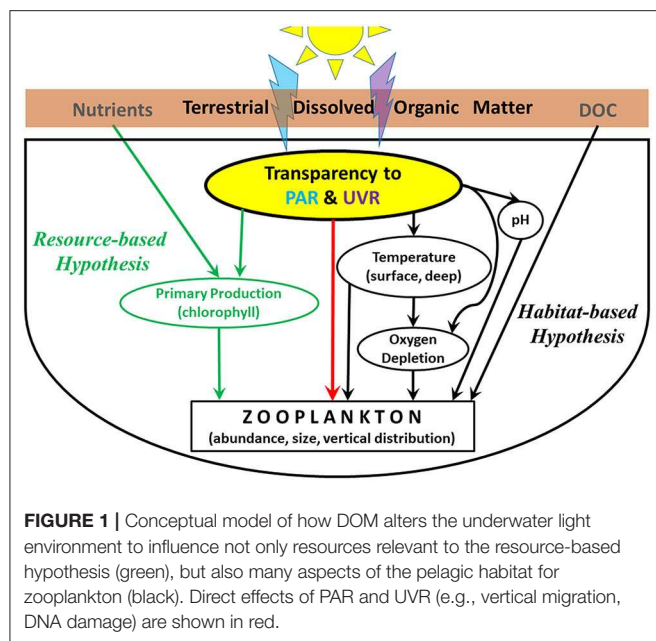 Nutrients Terrestrial Dissolved Organic Matter DOC
Transparency to
PAR & UVR
pH
Resource-based
Hypothesis
Temperature
(surface, deep)
Primary Production
(chlorophyll)
Habitat-based
Hypothesis
Oxygen
Depletion
ZOOPLANKTON
(abundance, size, vertical distribution)
FIGURE 1 | Conceptual model of how DOM alters the underwater light
environment to influence not only resources relevant to the resource-based
hypothesis (green), but also many aspects of the pelagic habitat for
zooplankton (black). Direct effects of PAR and UVR (e.g., vertical migration,
DNA damage) are shown in red.